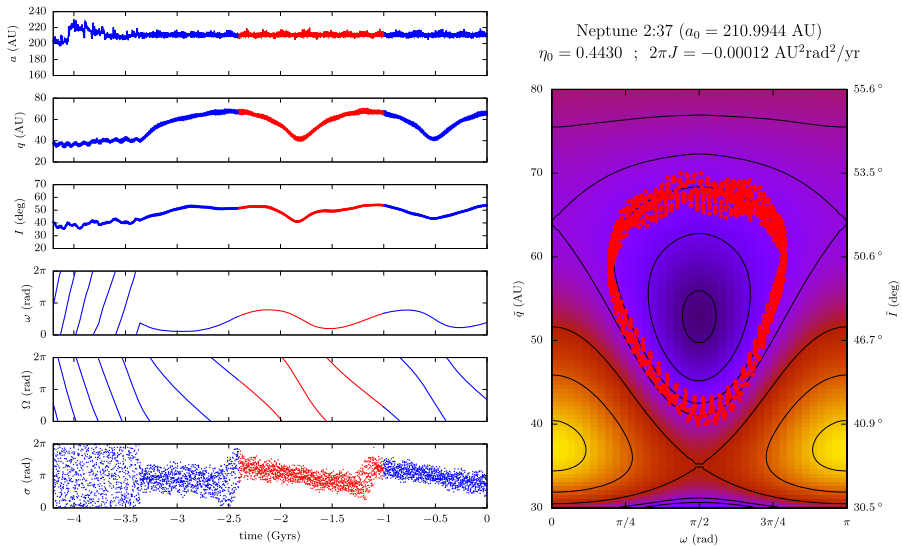 Neptune 2:37 (a₀ = 210.9944 AU)
η₀ = 0.4430 ; 2πJ = −0.00012 AU²rad²/yr
a (AU)
240
220
200
180
160
q (AU)
80
60
40
20
I (deg)
70
60
50
40
30
20
ω (rad)
2π
π
0
Ω (rad)
2π
π
0
σ (rad)
2π
π
0
−4 −3.5 −3 −2.5 −2 −1.5 −1 −0.5 0
time (Gyrs)
q̄ (AU)
80
70
60
50
40
30
0 π/4 π/2 3π/4 π
ω (rad)
55.6 °
53.5 °
50.6 °
46.7 °
40.9 °
30.5 °
Ī (deg)